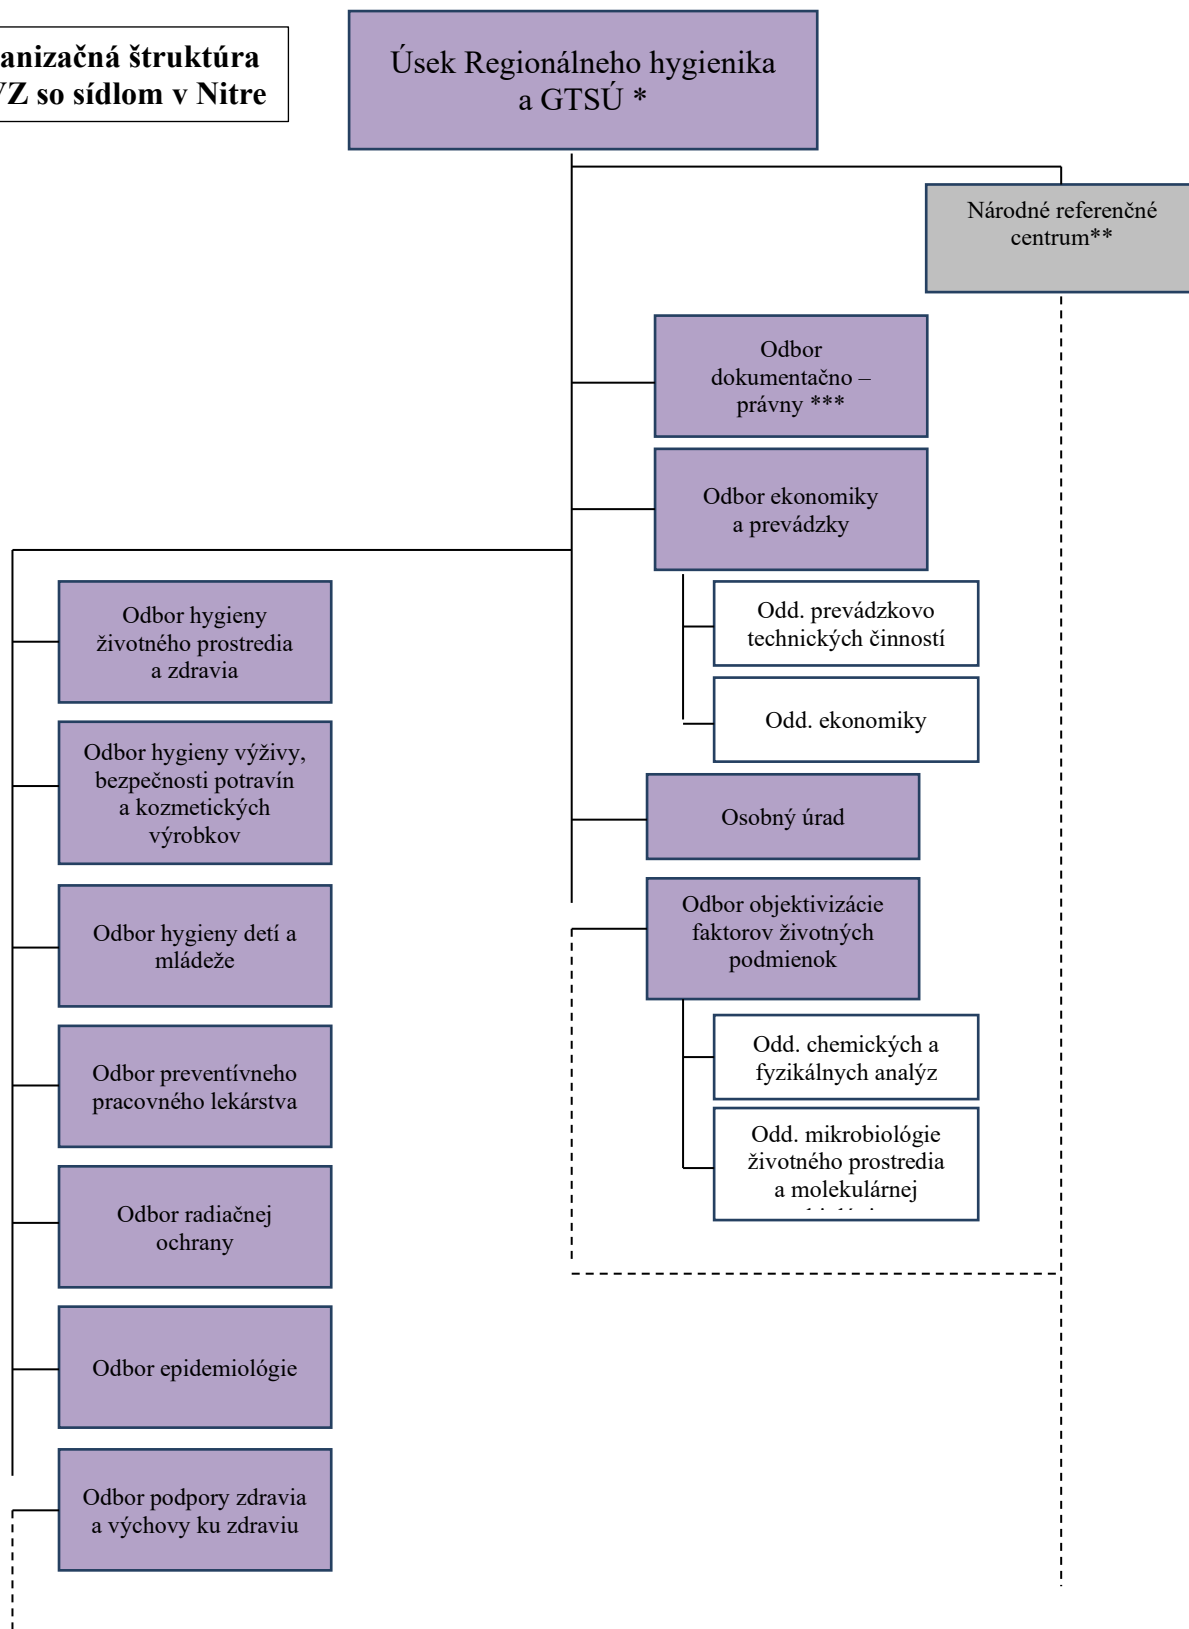 anizačná štruktúra
VZ so sídlom v Nitre
Úsek Regionálneho hygienika
a GTSÚ *
Národné referenčné
centrum**
Odbor
dokumentačno –
právny ***
Odbor ekonomiky
a prevádzky
Odd. prevádzkovo
technických činností
Odd. ekonomiky
Osobný úrad
Odbor objektivizácie
faktorov životných
podmienok
Odd. chemických a
fyzikálnych analýz
Odd. mikrobiológie
životného prostredia
a molekulárnej
Odbor hygieny
životného prostredia
a zdravia
Odbor hygieny výživy,
bezpečnosti potravín
a kozmetických
výrobkov
Odbor hygieny detí a
mládeže
Odbor preventívneho
pracovného lekárstva
Odbor radiačnej
ochrany
Odbor epidemiológie
Odbor podpory zdravia
a výchovy ku zdraviu